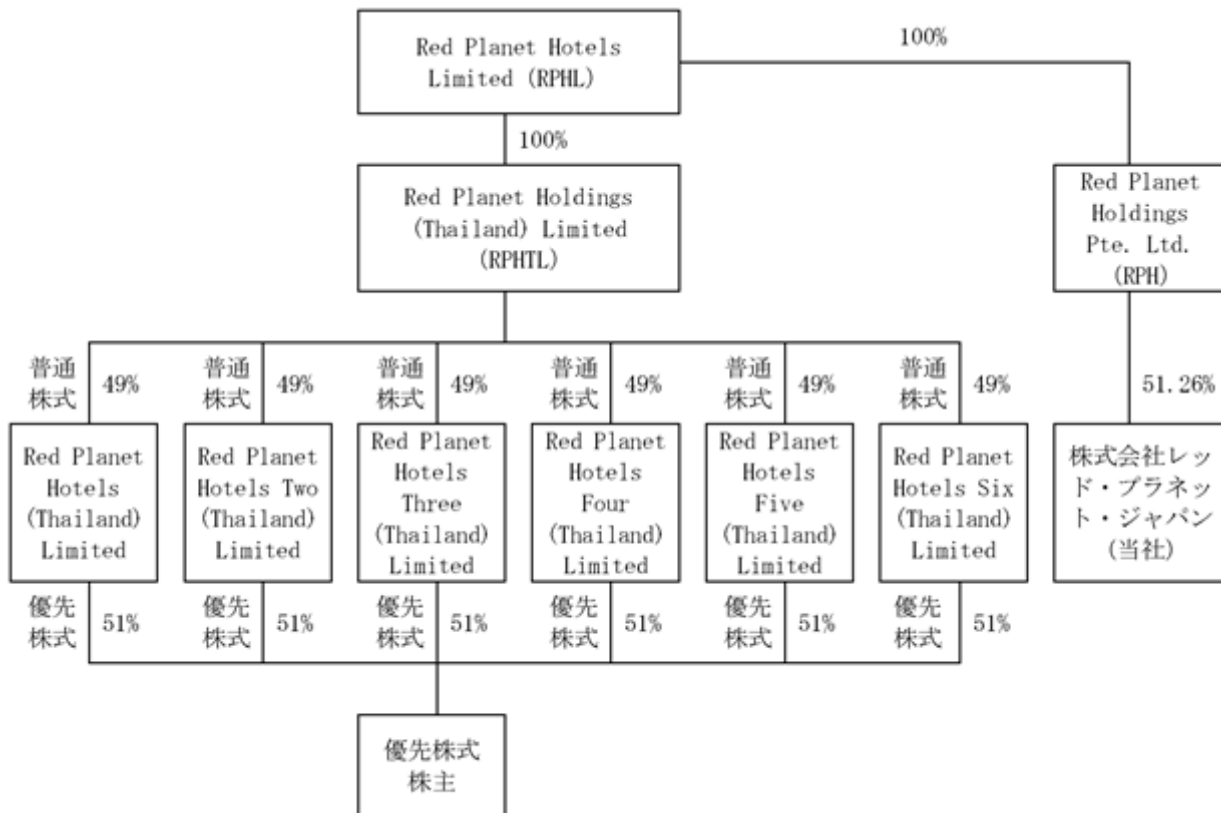 Red Planet Hotels
Limited (RPHL)
100%
100%
Red Planet Holdings
(Thailand) Limited
(RPHTL)
Red Planet
Holdings
Pte. Ltd.
(RPH)
普通
株式
49%
普通
株式
49%
普通
株式
49%
普通
株式
49%
普通
株式
49%
普通
株式
49%
51.26%
Red Planet
Hotels
(Thailand)
Limited
Red Planet
Hotels Two
(Thailand)
Limited
Red Planet
Hotels
Three
(Thailand)
Limited
Red Planet
Hotels
Four
(Thailand)
Limited
Red Planet
Hotels
Five
(Thailand)
Limited
Red Planet
Hotels Six
(Thailand)
Limited
株式会社レッ
ド・プラネッ
ト・ジャパン
(当社)
優先
株式
51%
優先
株式
51%
優先
株式
51%
優先
株式
51%
優先
株式
51%
優先
株式
51%
優先株式
株主